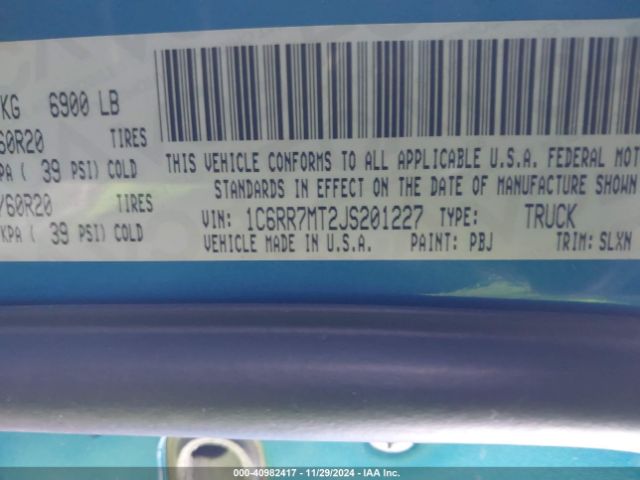 KG 6900 LB
60R20 TIRES
KPA ( 39 PSI) COLD
/60R20 TIRES
KPA ( 39 PSI) COLD
THIS VEHICLE CONFORMS TO ALL APPLICABLE U.S.A. FEDERAL MOT
STANDARDS IN EFFECT ON THE DATE OF MANUFACTURE SHOWN
VIN: 1C6RR7MT2JS201227 TYPE: TRUCK
VEHICLE MADE IN U.S.A. PAINT: PBJ TRIM: SLXN
000-40982417 - 11/29/2024 - IAA Inc.